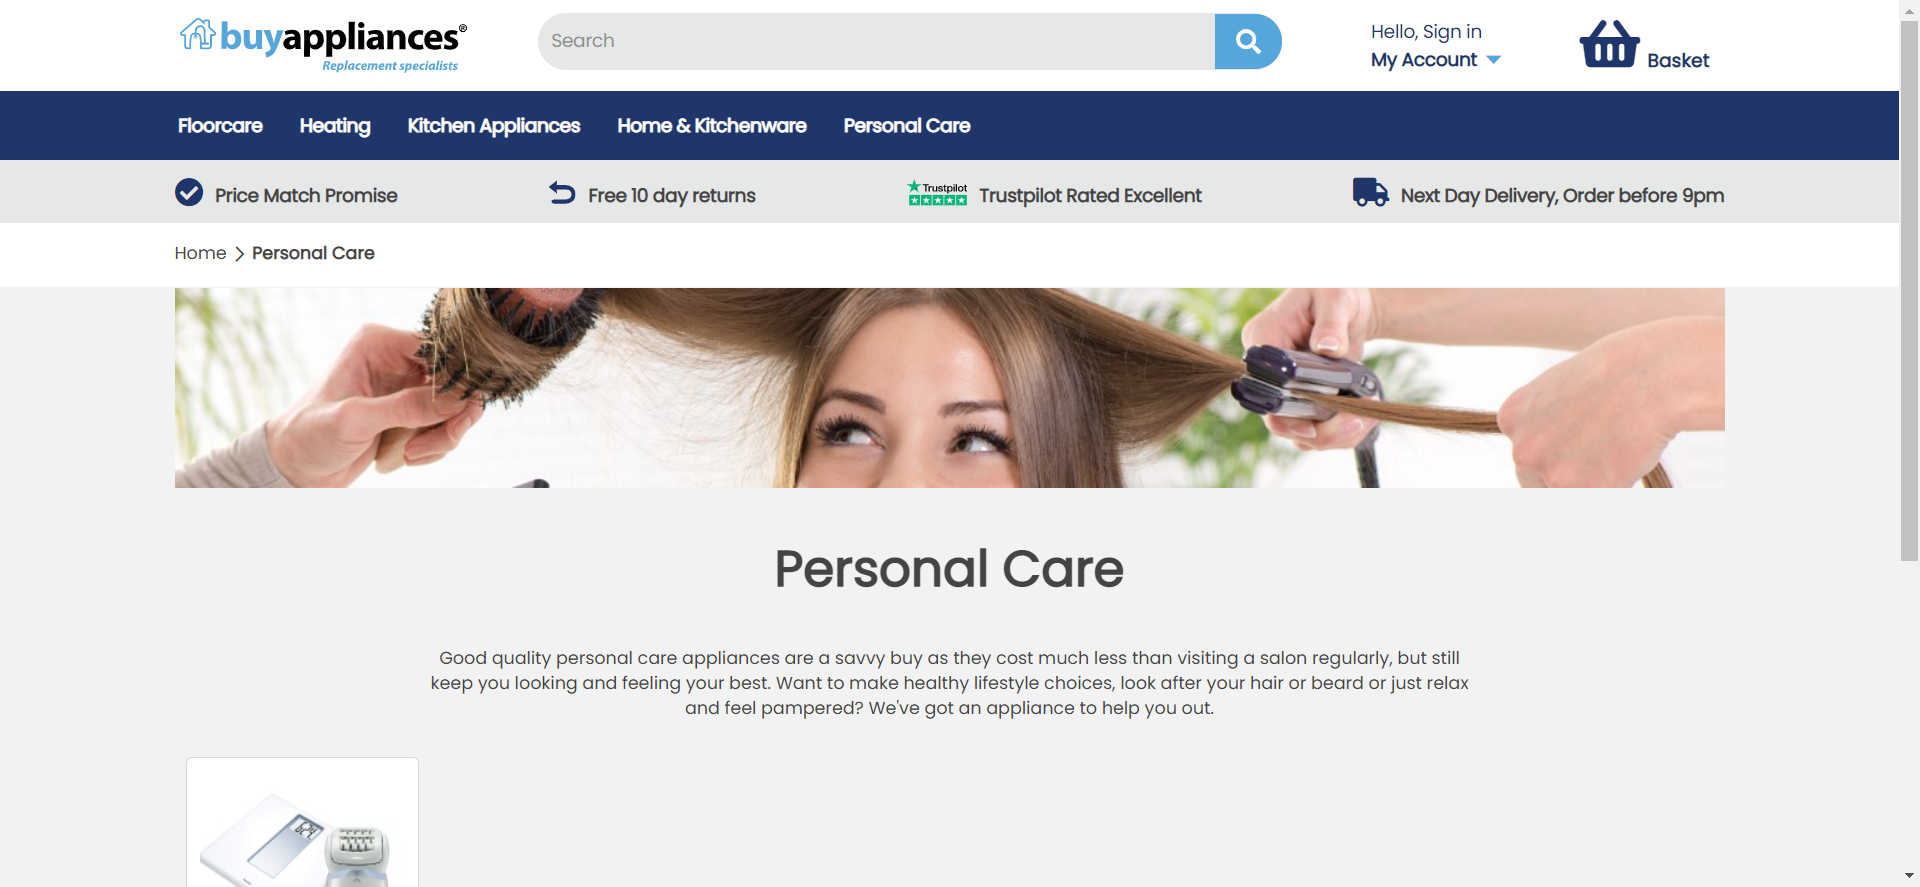 buyappliances®
Replacement specialists
Search
Hello, Sign in
My Account
Basket
Floorcare
Heating
Kitchen Appliances
Home & Kitchenware
Personal Care
Price Match Promise
Free 10 day returns
Trustpilot
Trustpilot Rated Excellent
Next Day Delivery, Order before 9pm
Home
Personal Care
Personal Care
Good quality personal care appliances are a savvy buy as they cost much less than visiting a salon regularly, but still
keep you looking and feeling your best. Want to make healthy lifestyle choices, look after your hair or beard or just relax
and feel pampered? We've got an appliance to help you out.